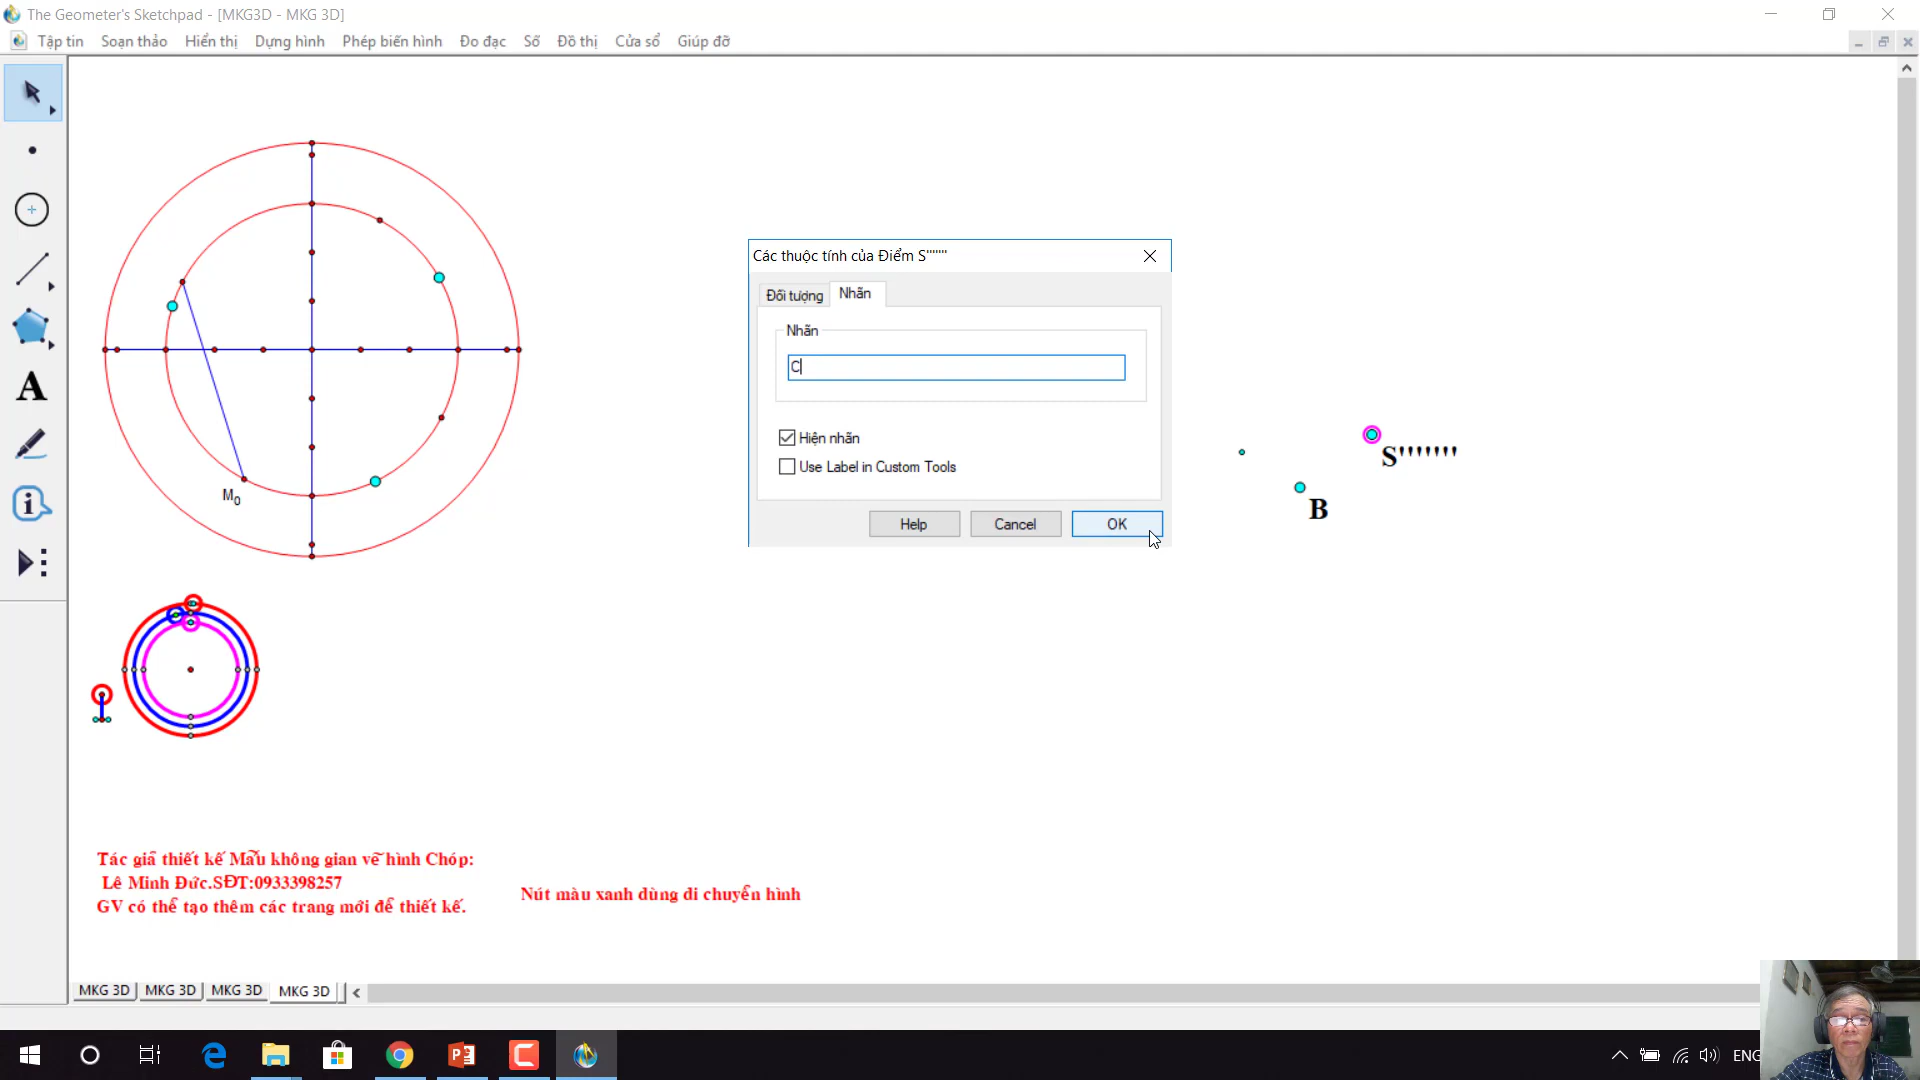 The Geometer's Sketchpad - [MKG3D - MKG 3D]
Tập tin Soạn thảo Hiển thị Dựng hình Phép biến hình Đo đạc Số Đồ thị Cửa sổ Giúp đỡ
Các thuộc tính của Điểm S'''''''
Đối tượng Nhãn
Nhãn
C
Hiện nhãn
Use Label in Custom Tools
Help Cancel OK
S'''''''
B
A
M0
Tác giả thiết kế Mẫu không gian vẽ hình Chóp:
Lê Minh Đức.SĐT:0933398257
GV có thể tạo thêm các trang mới để thiết kế.
Nút màu xanh dùng di chuyển hình
MKG 3D MKG 3D MKG 3D MKG 3D
ENG